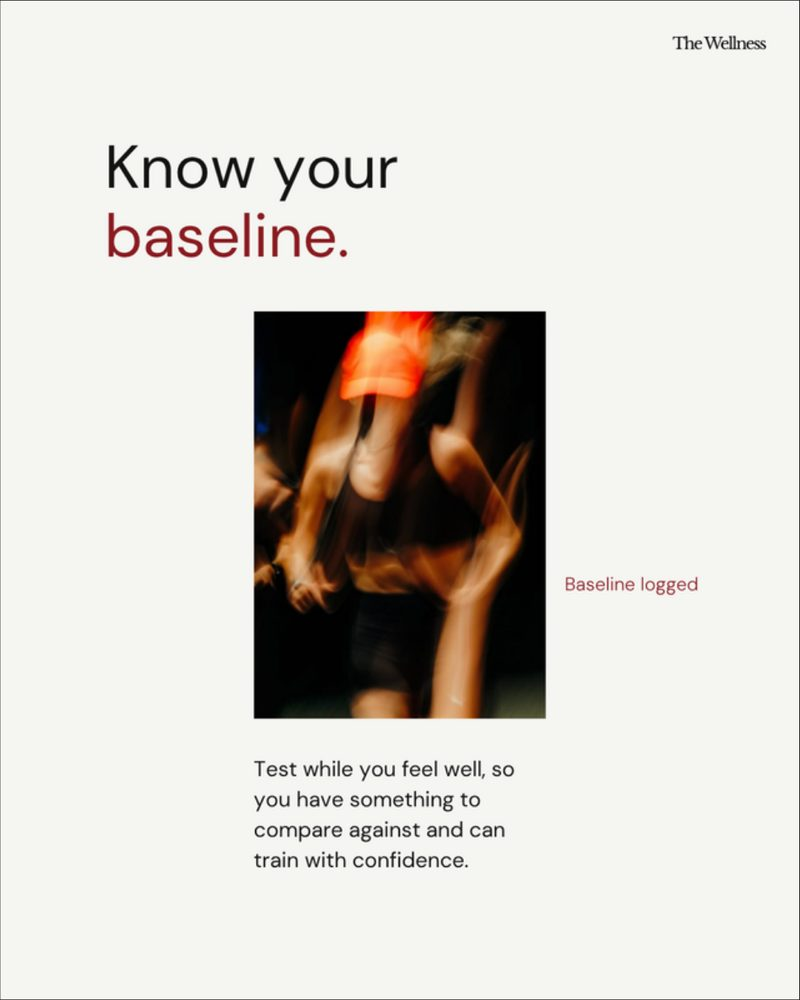 The Wellness
Know your
baseline.
Baseline logged
Test while you feel well, so
you have something to
compare against and can
train with confidence.